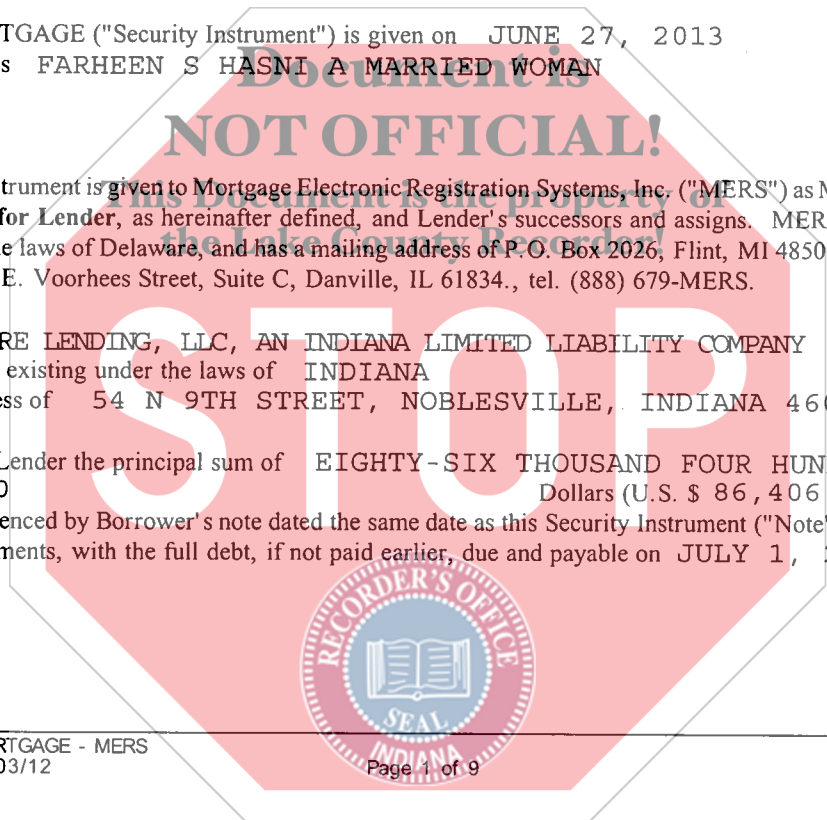 TGAGE ("Security Instrument") is given on JUNE 27, 2013
s FARHEEN S HASNI A MARRIED WOMAN
Document is
NOT OFFICIAL!
trument is given to Mortgage Electronic Registration Systems, Inc. ("MERS") as
This Document is the property of
for Lender, as hereinafter defined, and Lender's successors and assigns. MER
the Lake County Recorder!
e laws of Delaware, and has a mailing address of P.O. Box 2026, Flint, MI 4850
E. Voorhees Street, Suite C, Danville, IL 61834., tel. (888) 679-MERS.
STOP
RE LENDING, LLC, AN INDIANA LIMITED LIABILITY COMPANY
existing under the laws of INDIANA
ess of 54 N 9TH STREET, NOBLESVILLE, INDIANA 460
Lender the principal sum of EIGHTY-SIX THOUSAND FOUR HUN
0 Dollars (U.S. $ 86,406
enced by Borrower's note dated the same date as this Security Instrument ("Note"
ments, with the full debt, if not paid earlier, due and payable on JULY 1,
RECORDER'S OFFICE
SEAL
INDIANA
RTGAGE - MERS
03/12 Page 1 of 9